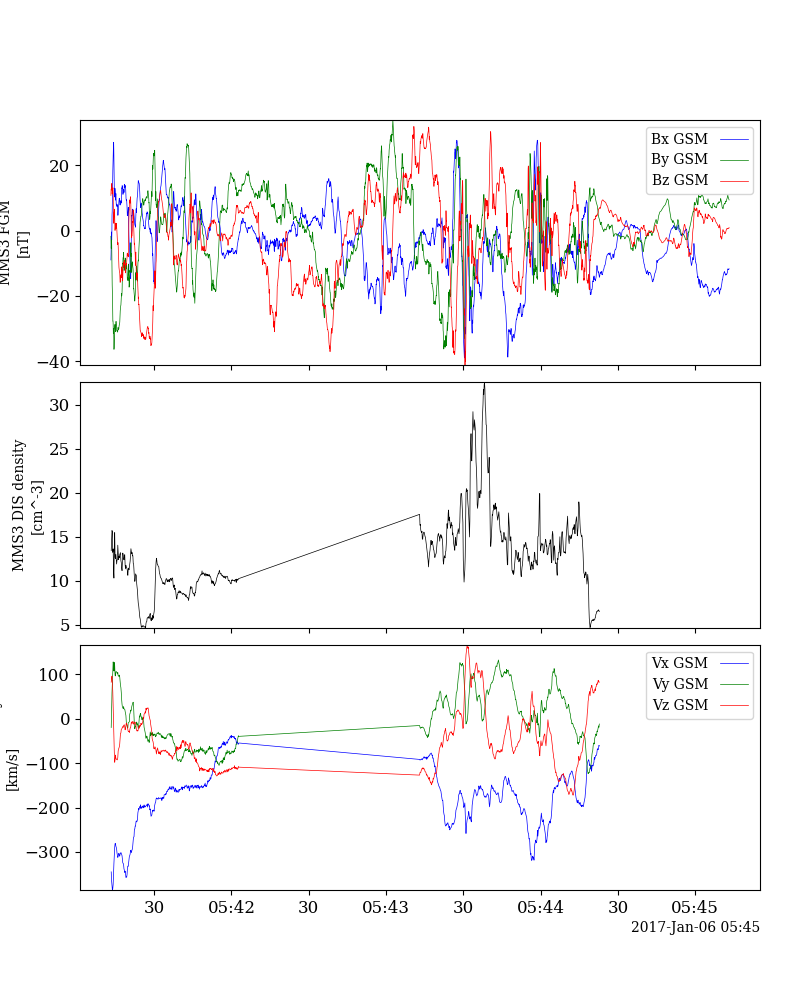 MMS3 FGM
[nT]
20
0
−20
−40
Bx GSM
By GSM
Bz GSM
MMS3 DIS density
[cm^-3]
30
25
20
15
10
5
[km/s]
100
0
−100
−200
−300
Vx GSM
Vy GSM
Vz GSM
30 05:42 30 05:43 30 05:44 30 05:45
2017-Jan-06 05:45